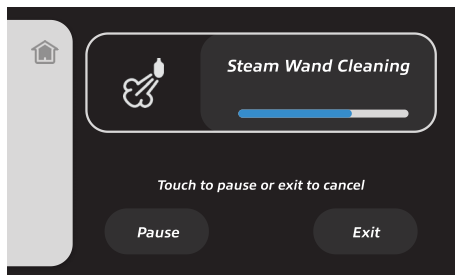 Steam Wand Cleaning
Touch to pause or exit to cancel
Pause
Exit